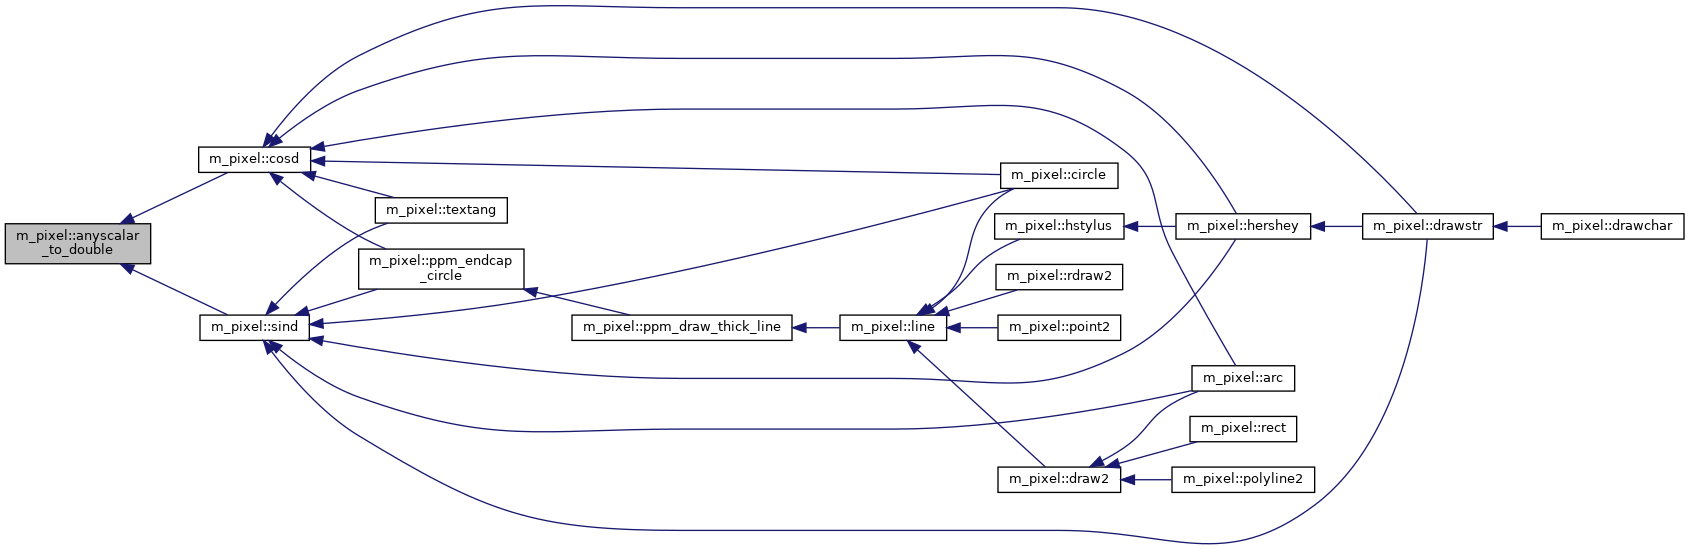 m_pixel::anyscalar
_to_double
m_pixel::cosd
m_pixel::sind
m_pixel::textang
m_pixel::ppm_endcap
_circle
m_pixel::ppm_draw_thick_line
m_pixel::line
m_pixel::circle
m_pixel::hstylus
m_pixel::rdraw2
m_pixel::point2
m_pixel::draw2
m_pixel::hershey
m_pixel::arc
m_pixel::rect
m_pixel::polyline2
m_pixel::drawstr
m_pixel::drawchar